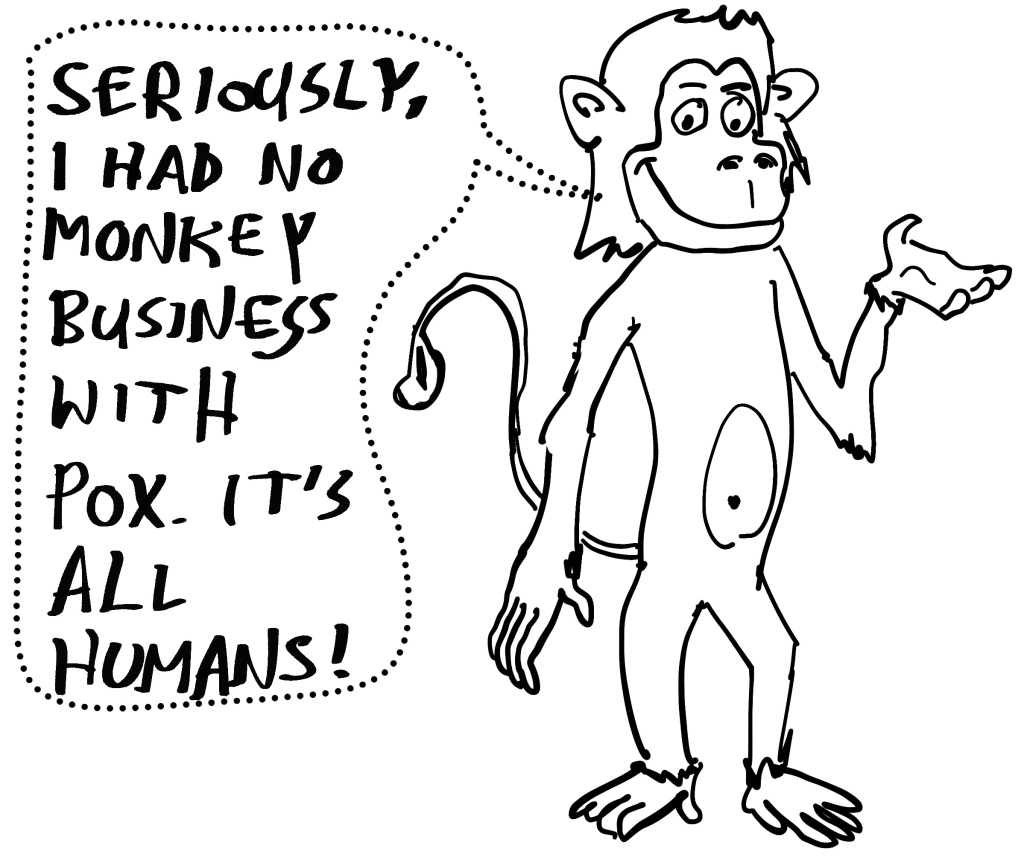 SERIOUSLY,
I HAD NO
MONKEY
BUSINESS
WITH
POX. IT'S
ALL
HUMANS!